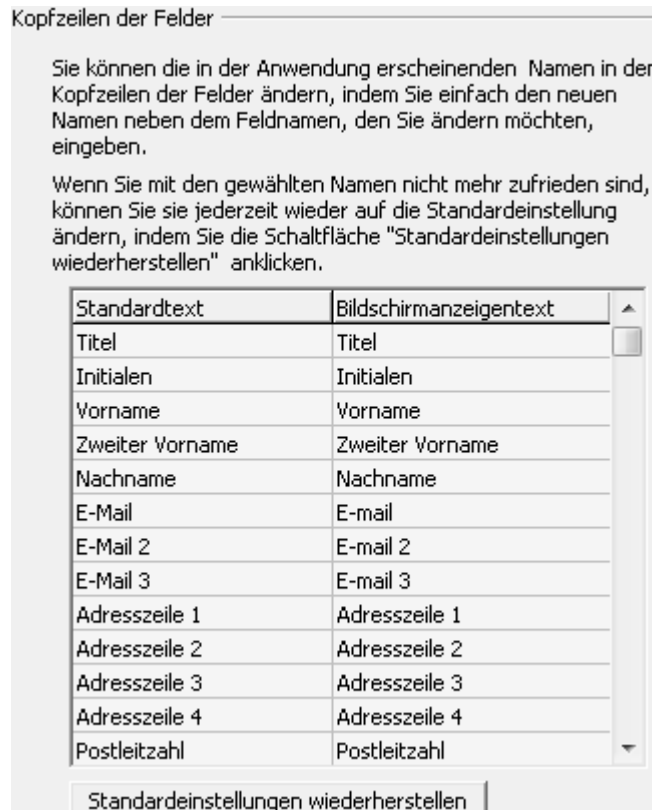 Kopfzeilen der Felder
Sie können die in der Anwendung erscheinenden Namen in der
Kopfzeilen der Felder ändern, indem Sie einfach den neuen
Namen neben dem Feldnamen, den Sie ändern möchten,
eingeben.
Wenn Sie mit den gewählten Namen nicht mehr zufrieden sind,
können Sie sie jederzeit wieder auf die Standardeinstellung
ändern, indem Sie die Schaltfläche "Standardeinstellungen
wiederherstellen" anklicken.
Standardtext Bildschirmanzeigentext
Titel Titel
Initialen Initialen
Vorname Vorname
Zweiter Vorname Zweiter Vorname
Nachname Nachname
E-Mail E-mail
E-Mail 2 E-mail 2
E-Mail 3 E-mail 3
Adresszeile 1 Adresszeile 1
Adresszeile 2 Adresszeile 2
Adresszeile 3 Adresszeile 3
Adresszeile 4 Adresszeile 4
Postleitzahl Postleitzahl
Standardeinstellungen wiederherstellen